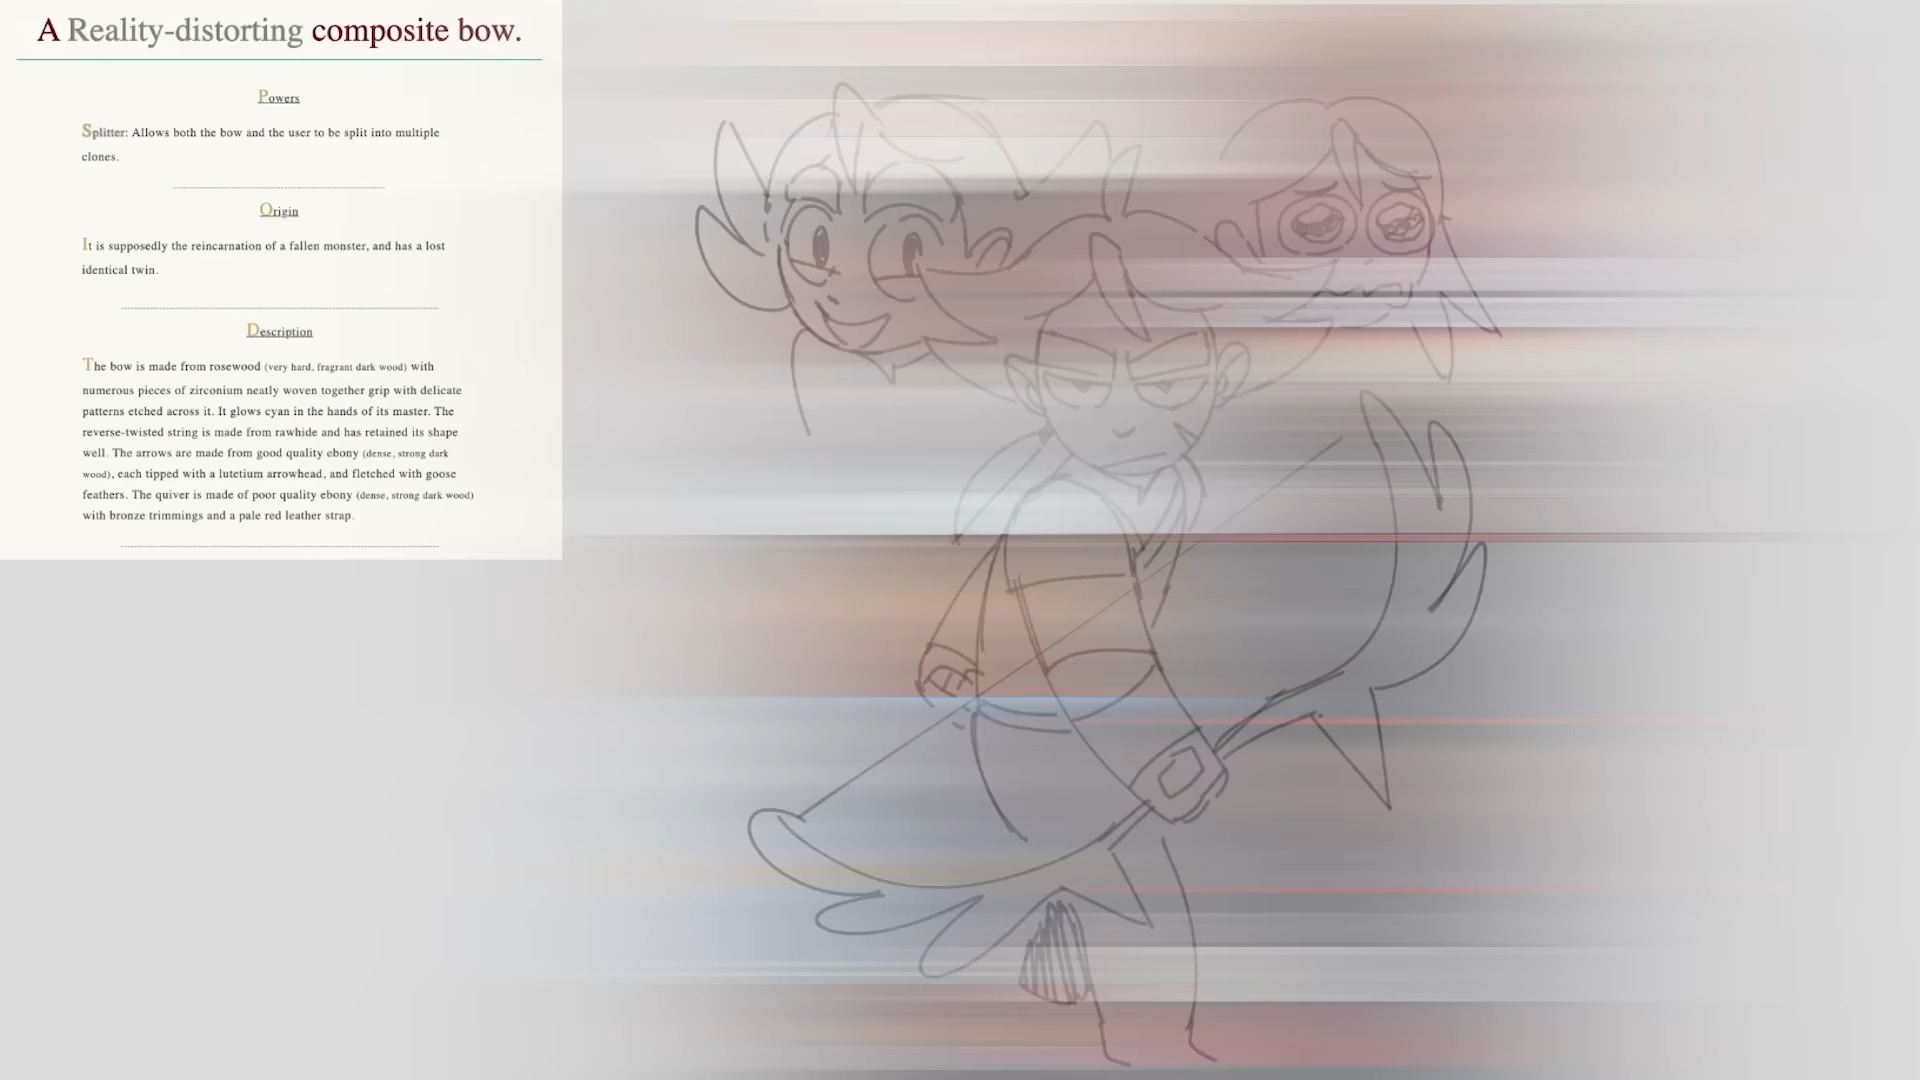 A Reality-distorting composite bow.
Powers
Splitter: Allows both the bow and the user to be split into multiple
clones.
Origin
It is supposedly the reincarnation of a fallen monster, and has a lost
identical twin.
Description
The bow is made from rosewood (very hard, fragrant dark wood) with
numerous pieces of zirconium neatly woven together grip with delicate
patterns etched across it. It glows cyan in the hands of its master. The
reverse-twisted string is made from rawhide and has retained its shape
well. The arrows are made from good quality ebony (dense, strong dark
wood), each tipped with a lutetium arrowhead, and fletched with goose
feathers. The quiver is made of poor quality ebony (dense, strong dark wood)
with bronze trimmings and a pale red leather strap.